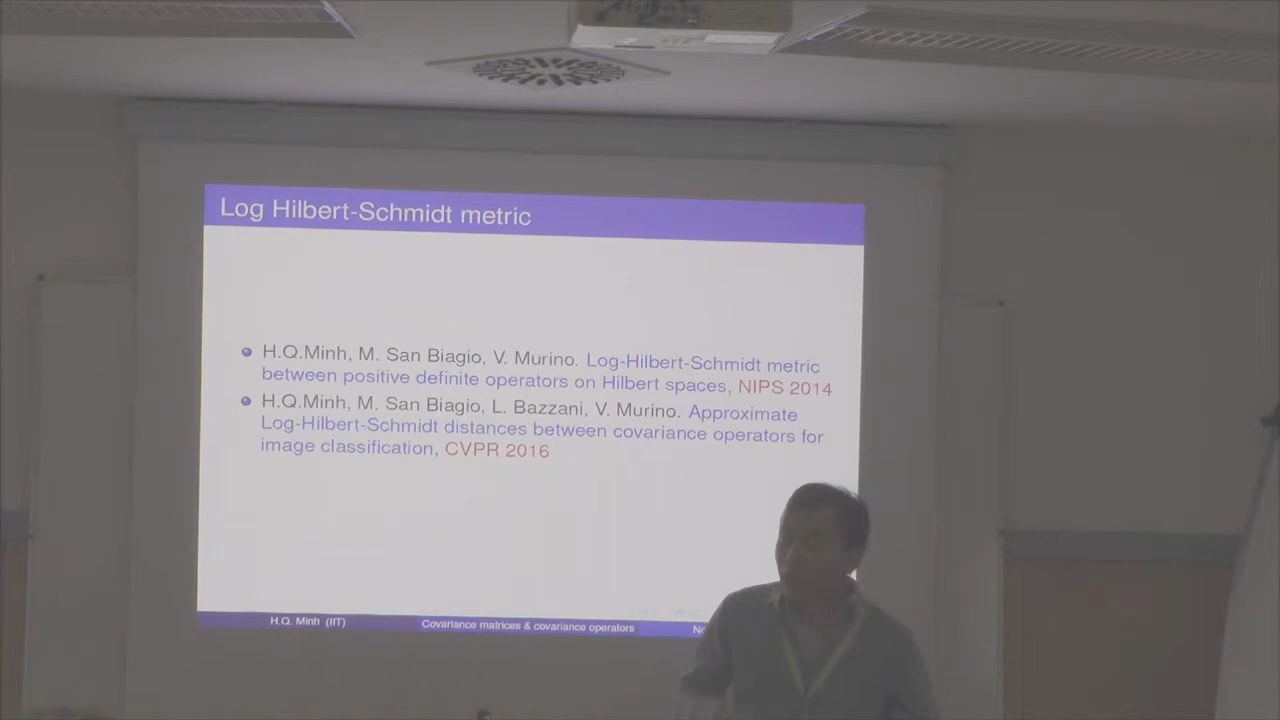 Log Hilbert-Schmidt metric
H.Q.Minh, M. San Biagio, V. Murino. Log-Hilbert-Schmidt metric
between positive definite operators on Hilbert spaces, NIPS 2014
H.Q.Minh, M. San Biagio, L. Bazzani, V. Murino. Approximate
Log-Hilbert-Schmidt distances between covariance operators for
image classification, CVPR 2016
H.Q. Minh (IIT) Covariance matrices & covariance operators